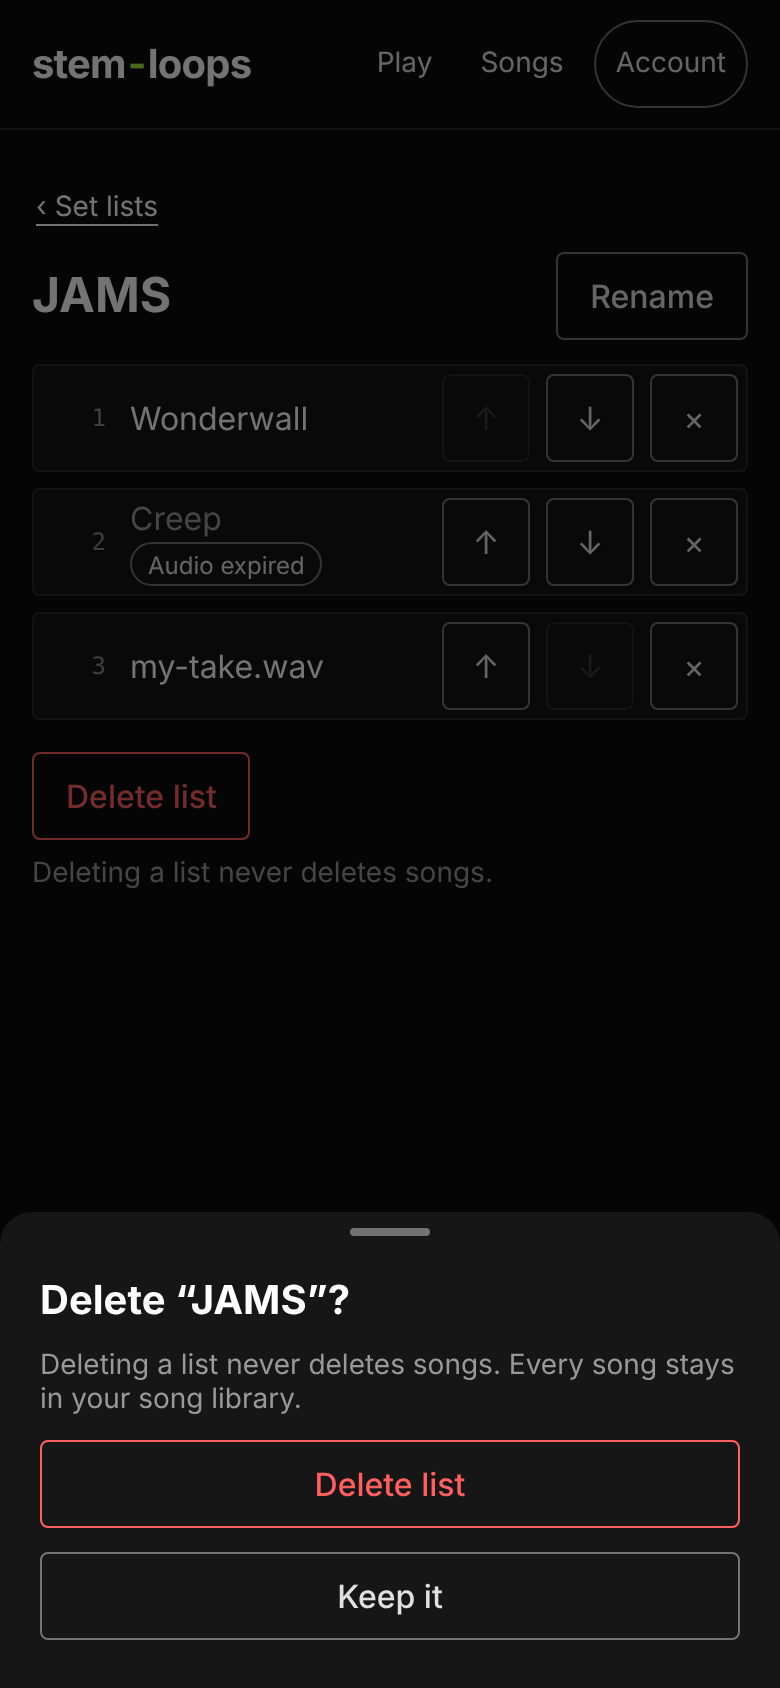 stem-loops
Play
Songs
Account
‹ Set lists
JAMS
Rename
1
Wonderwall
↑
↓
×
2
Creep
Audio expired
↑
↓
×
3
my-take.wav
↑
↓
×
Delete list
Deleting a list never deletes songs.
Delete “JAMS”?
Deleting a list never deletes songs. Every song stays
in your song library.
Delete list
Keep it